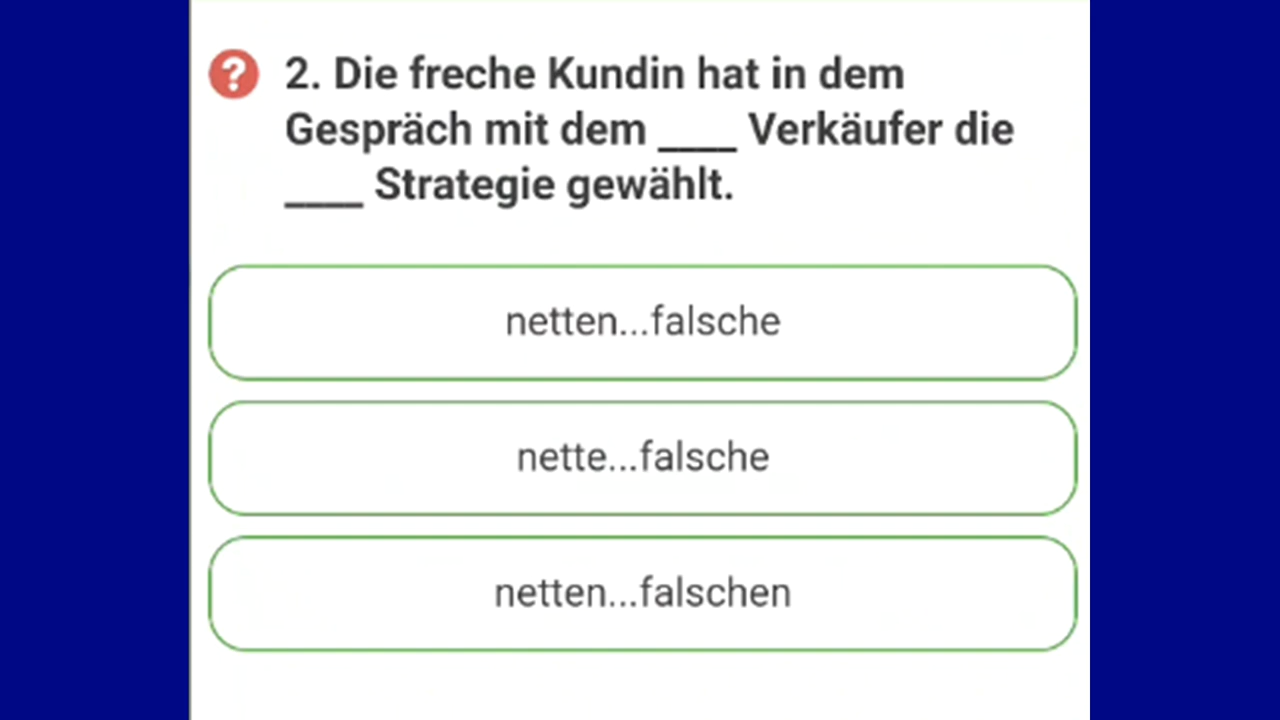 2. Die freche Kundin hat in dem
Gespräch mit dem ____ Verkäufer die
____ Strategie gewählt.
netten...falsche
nette...falsche
netten...falschen